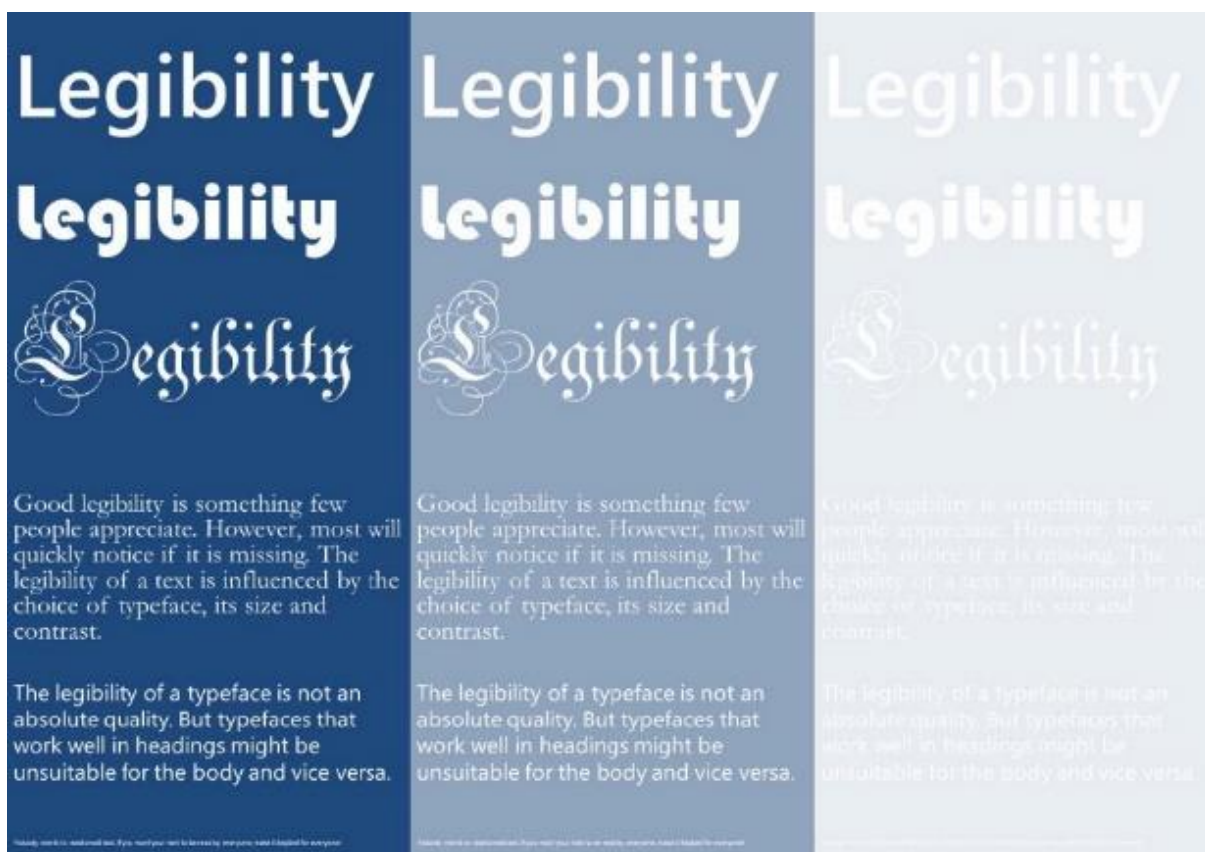 Legibility
Legibility
Legibility
Good legibility is something few
people appreciate. However, most will
quickly notice if it is missing. The
legibility of a text is influenced by the
choice of typeface, its size and
contrast.
The legibility of a typeface is not an
absolute quality. But typefaces that
work well in headings might be
unsuitable for the body and vice versa.
Legibility
Legibility
Legibility
Good legibility is something few
people appreciate. However, most will
quickly notice if it is missing. The
legibility of a text is influenced by the
choice of typeface, its size and
contrast.
The legibility of a typeface is not an
absolute quality. But typefaces that
work well in headings might be
unsuitable for the body and vice versa.
Legibility
Legibility
Legibility
Good legibility is something few
people appreciate. However, most will
quickly notice if it is missing. The
legibility of a text is influenced by the
choice of typeface, its size and
contrast.
The legibility of a typeface is not an
absolute quality. But typefaces that
work well in headings might be
unsuitable for the body and vice versa.